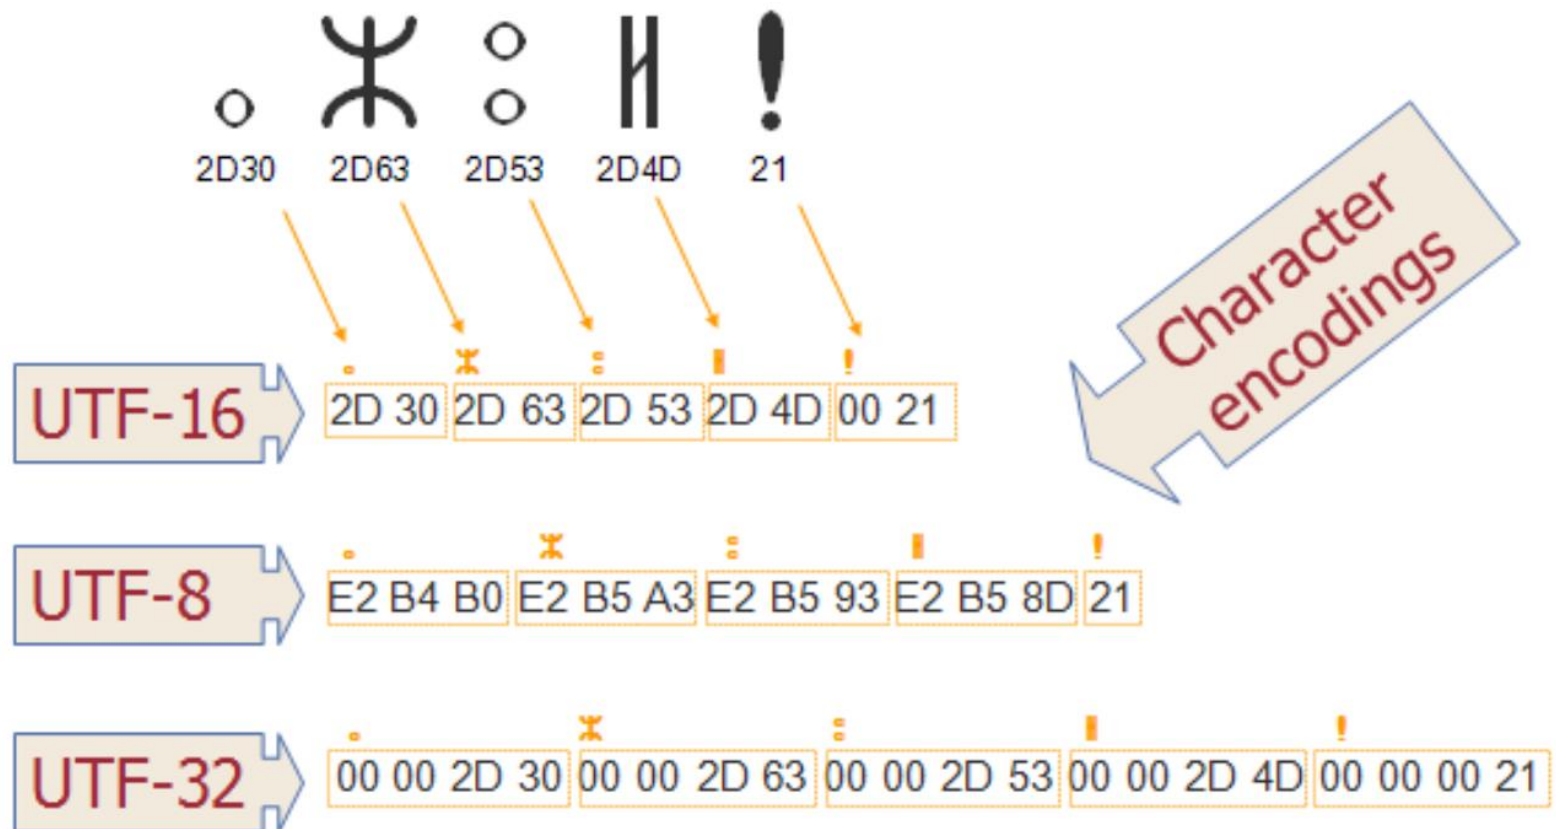 ⴰ ⵣ ⵓ ⵍ !
2D30 2D63 2D53 2D4D 21
Character
encodings
ⴰ ⵣ ⵓ ⵍ !
UTF-16 2D 30 2D 63 2D 53 2D 4D 00 21
ⴰ ⵣ ⵓ ⵍ !
UTF-8 E2 B4 B0 E2 B5 A3 E2 B5 93 E2 B5 8D 21
ⴰ ⵣ ⵓ ⵍ !
UTF-32 00 00 2D 30 00 00 2D 63 00 00 2D 53 00 00 2D 4D 00 00 00 21